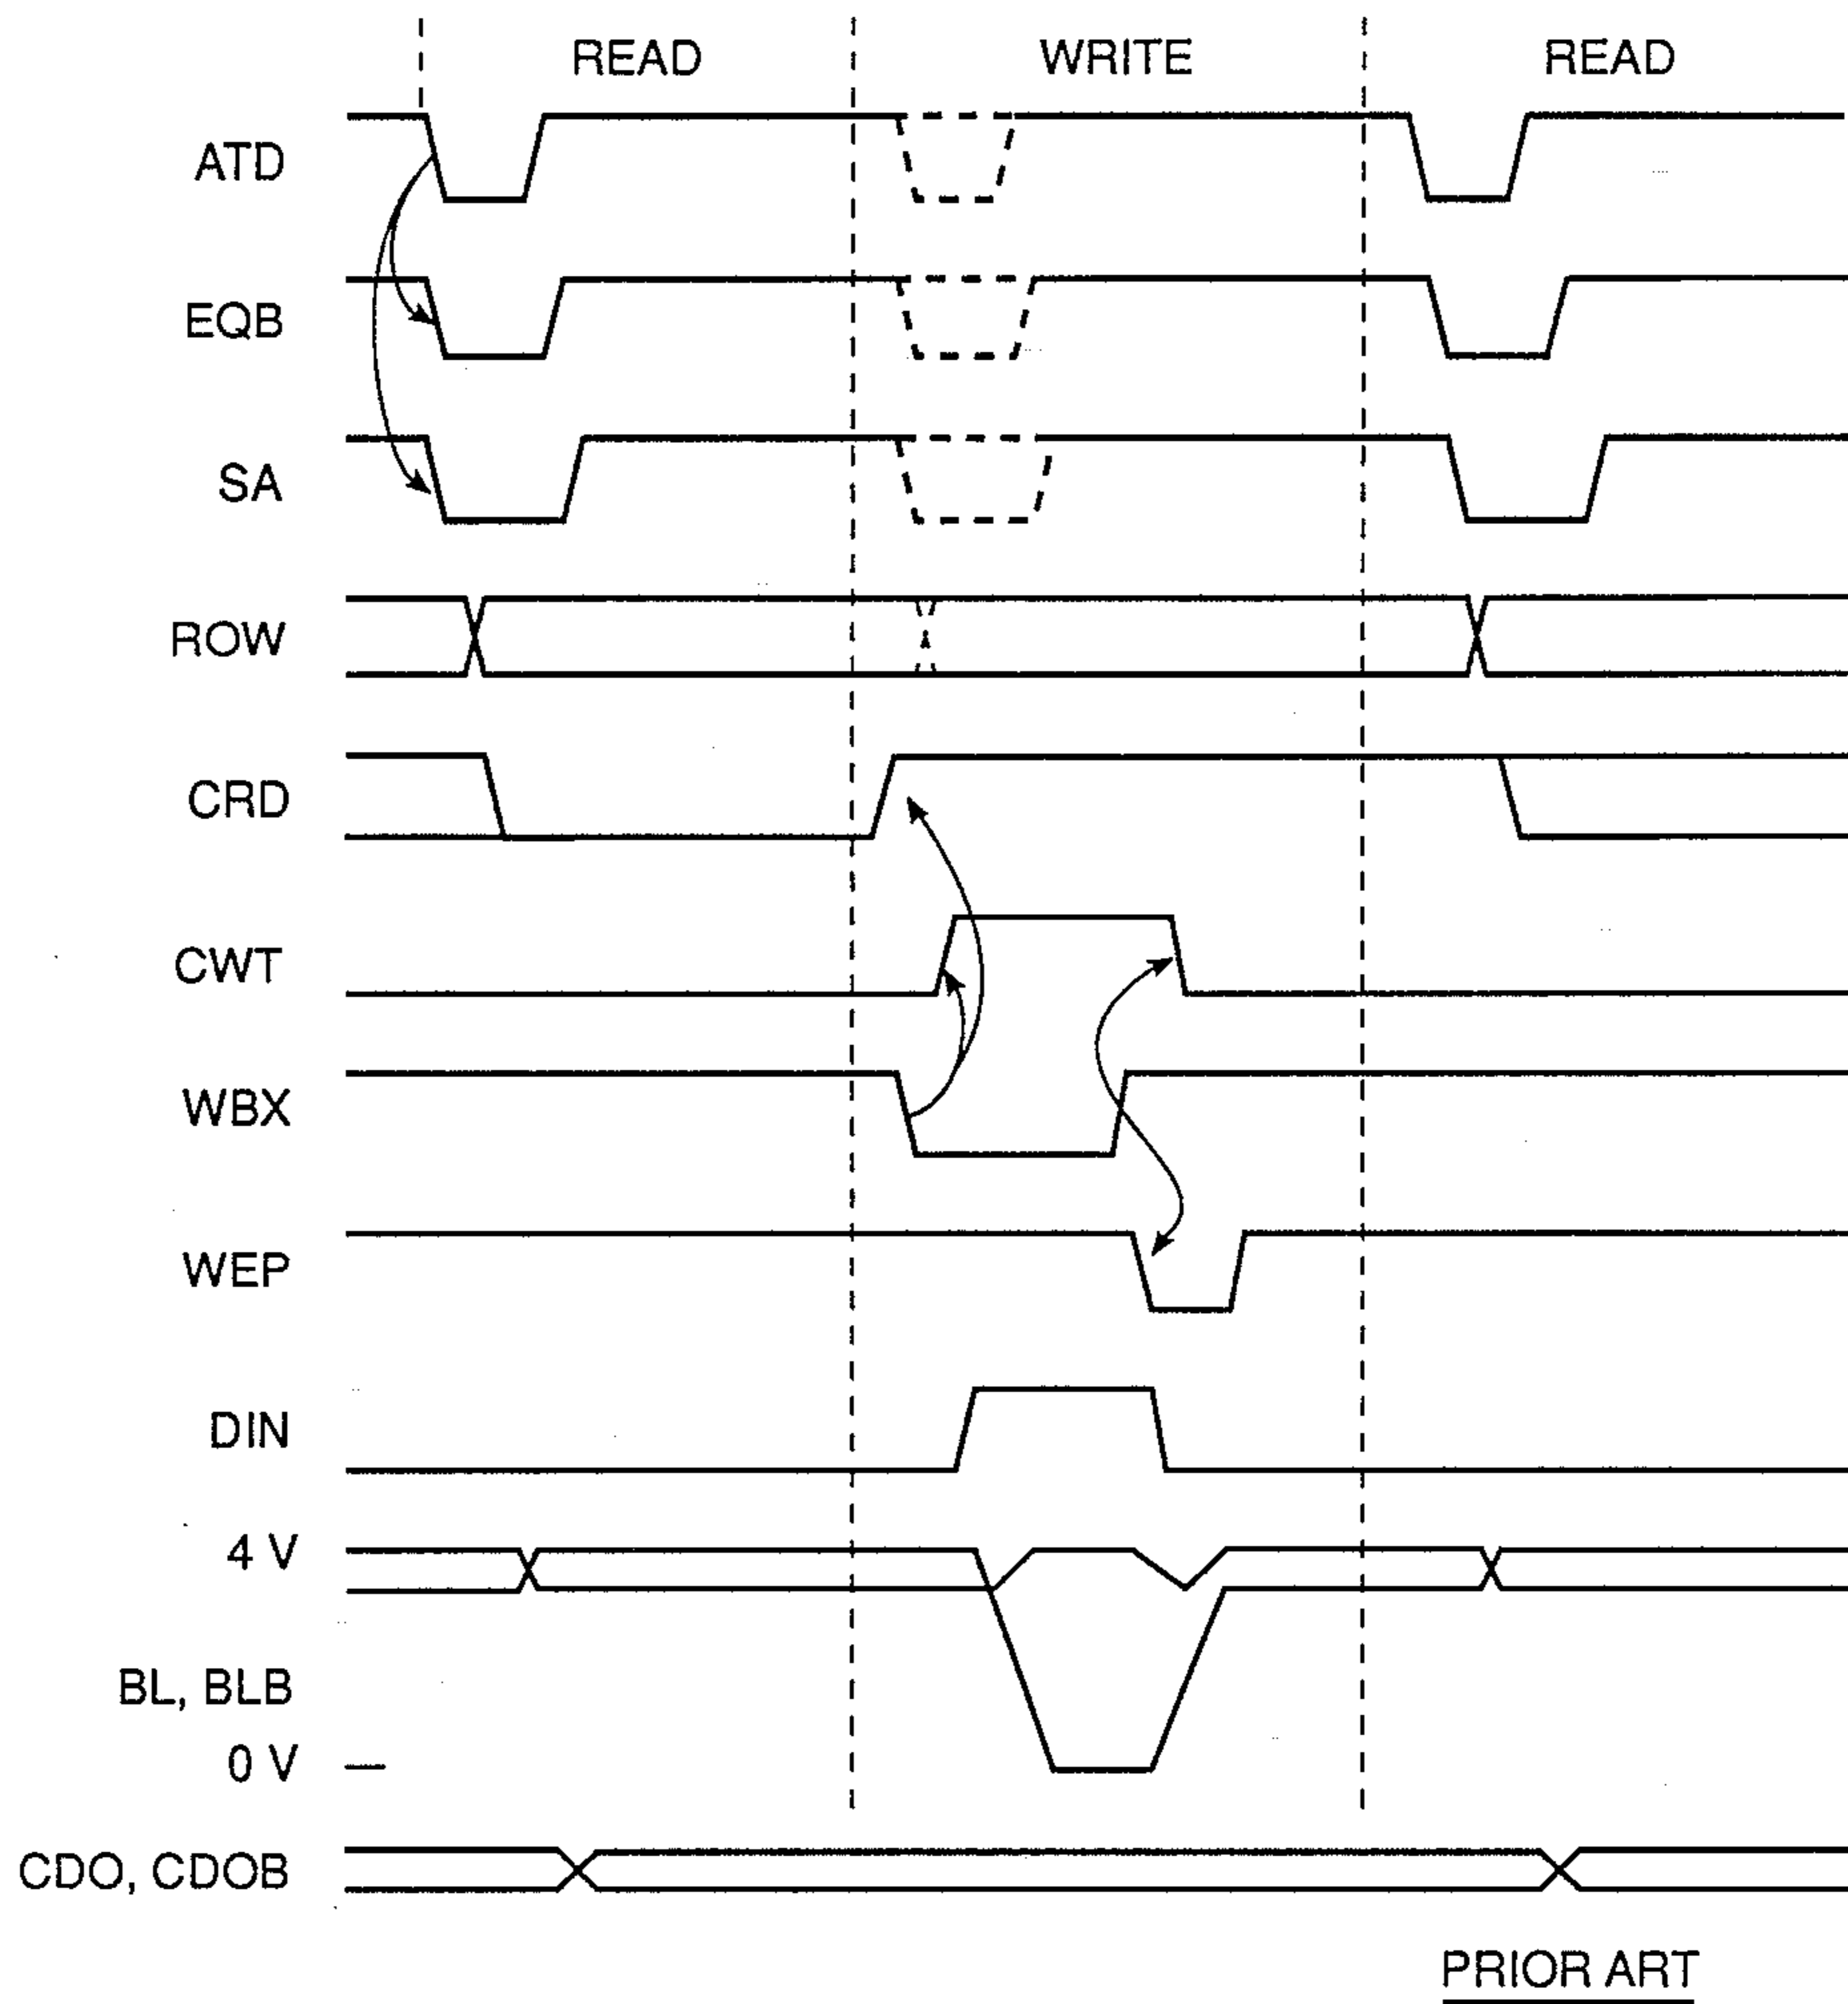 READ WRITE READ
ATD
EQB
SA
ROW
CRD
CWT
WBX
WEP
DIN
4 V
BL, BLB
0 V
CDO, CDOB
PRIOR ART